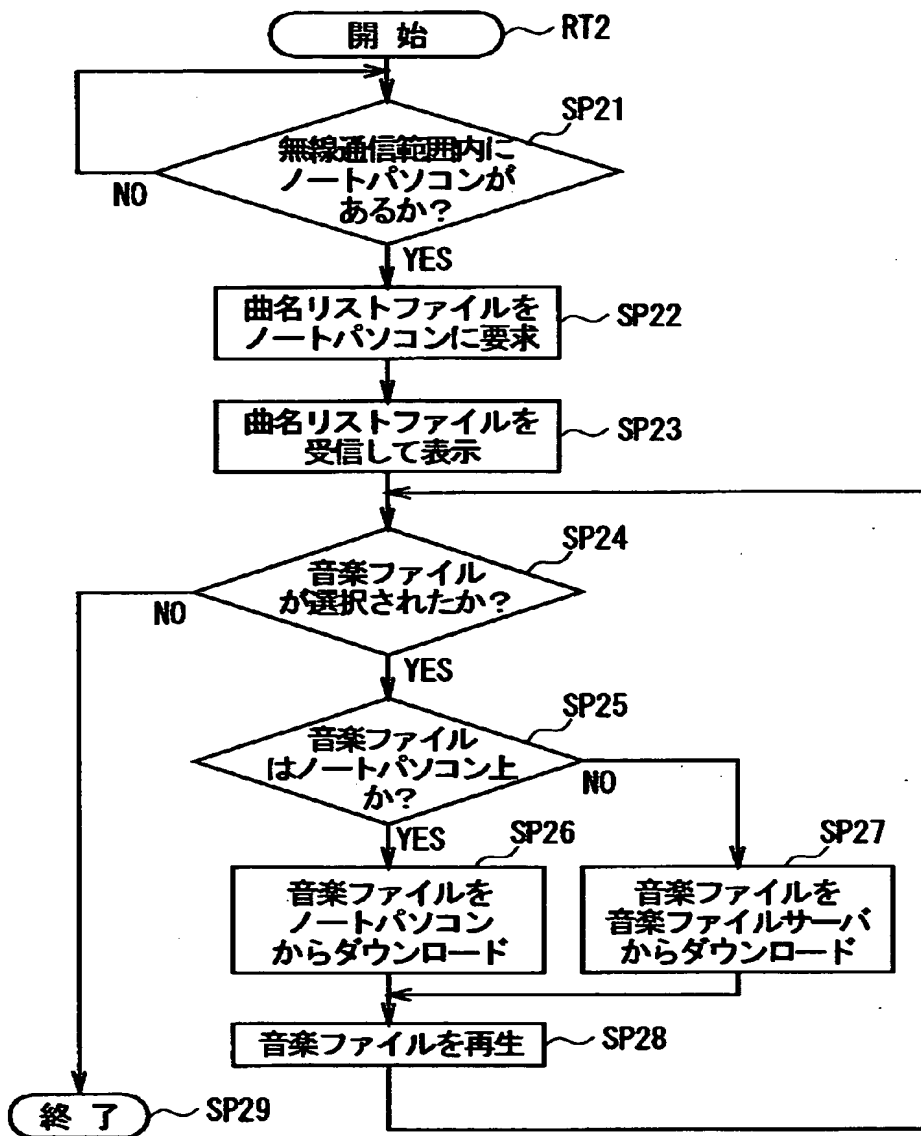 開始
RT2
SP21
無線通信範囲内に
ノートパソコンが
あるか?
NO
YES
曲名リストファイルを
ノートパソコンに要求
SP22
曲名リストファイルを
受信して表示
SP23
SP24
音楽ファイル
が選択されたか?
NO
YES
SP25
音楽ファイル
はノートパソコン上
か?
NO
YES
SP26
SP27
音楽ファイルを
ノートパソコン
からダウンロード
音楽ファイルを
音楽ファイルサーバ
からダウンロード
音楽ファイルを再生
SP28
終了
SP29